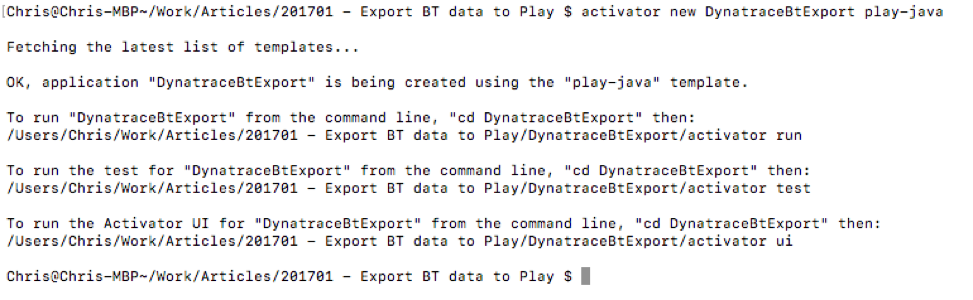 [Chris@Chris-MBP~/Work/Articles/201701 - Export BT data to Play $ activator new DynatraceBtExport play-java
Fetching the latest list of templates...
OK, application "DynatraceBtExport" is being created using the "play-java" template.
To run "DynatraceBtExport" from the command line, "cd DynatraceBtExport" then:
/Users/Chris/Work/Articles/201701 - Export BT data to Play/DynatraceBtExport/activator run
To run the test for "DynatraceBtExport" from the command line, "cd DynatraceBtExport" then:
/Users/Chris/Work/Articles/201701 - Export BT data to Play/DynatraceBtExport/activator test
To run the Activator UI for "DynatraceBtExport" from the command line, "cd DynatraceBtExport" then:
/Users/Chris/Work/Articles/201701 - Export BT data to Play/DynatraceBtExport/activator ui
Chris@Chris-MBP~/Work/Articles/201701 - Export BT data to Play $